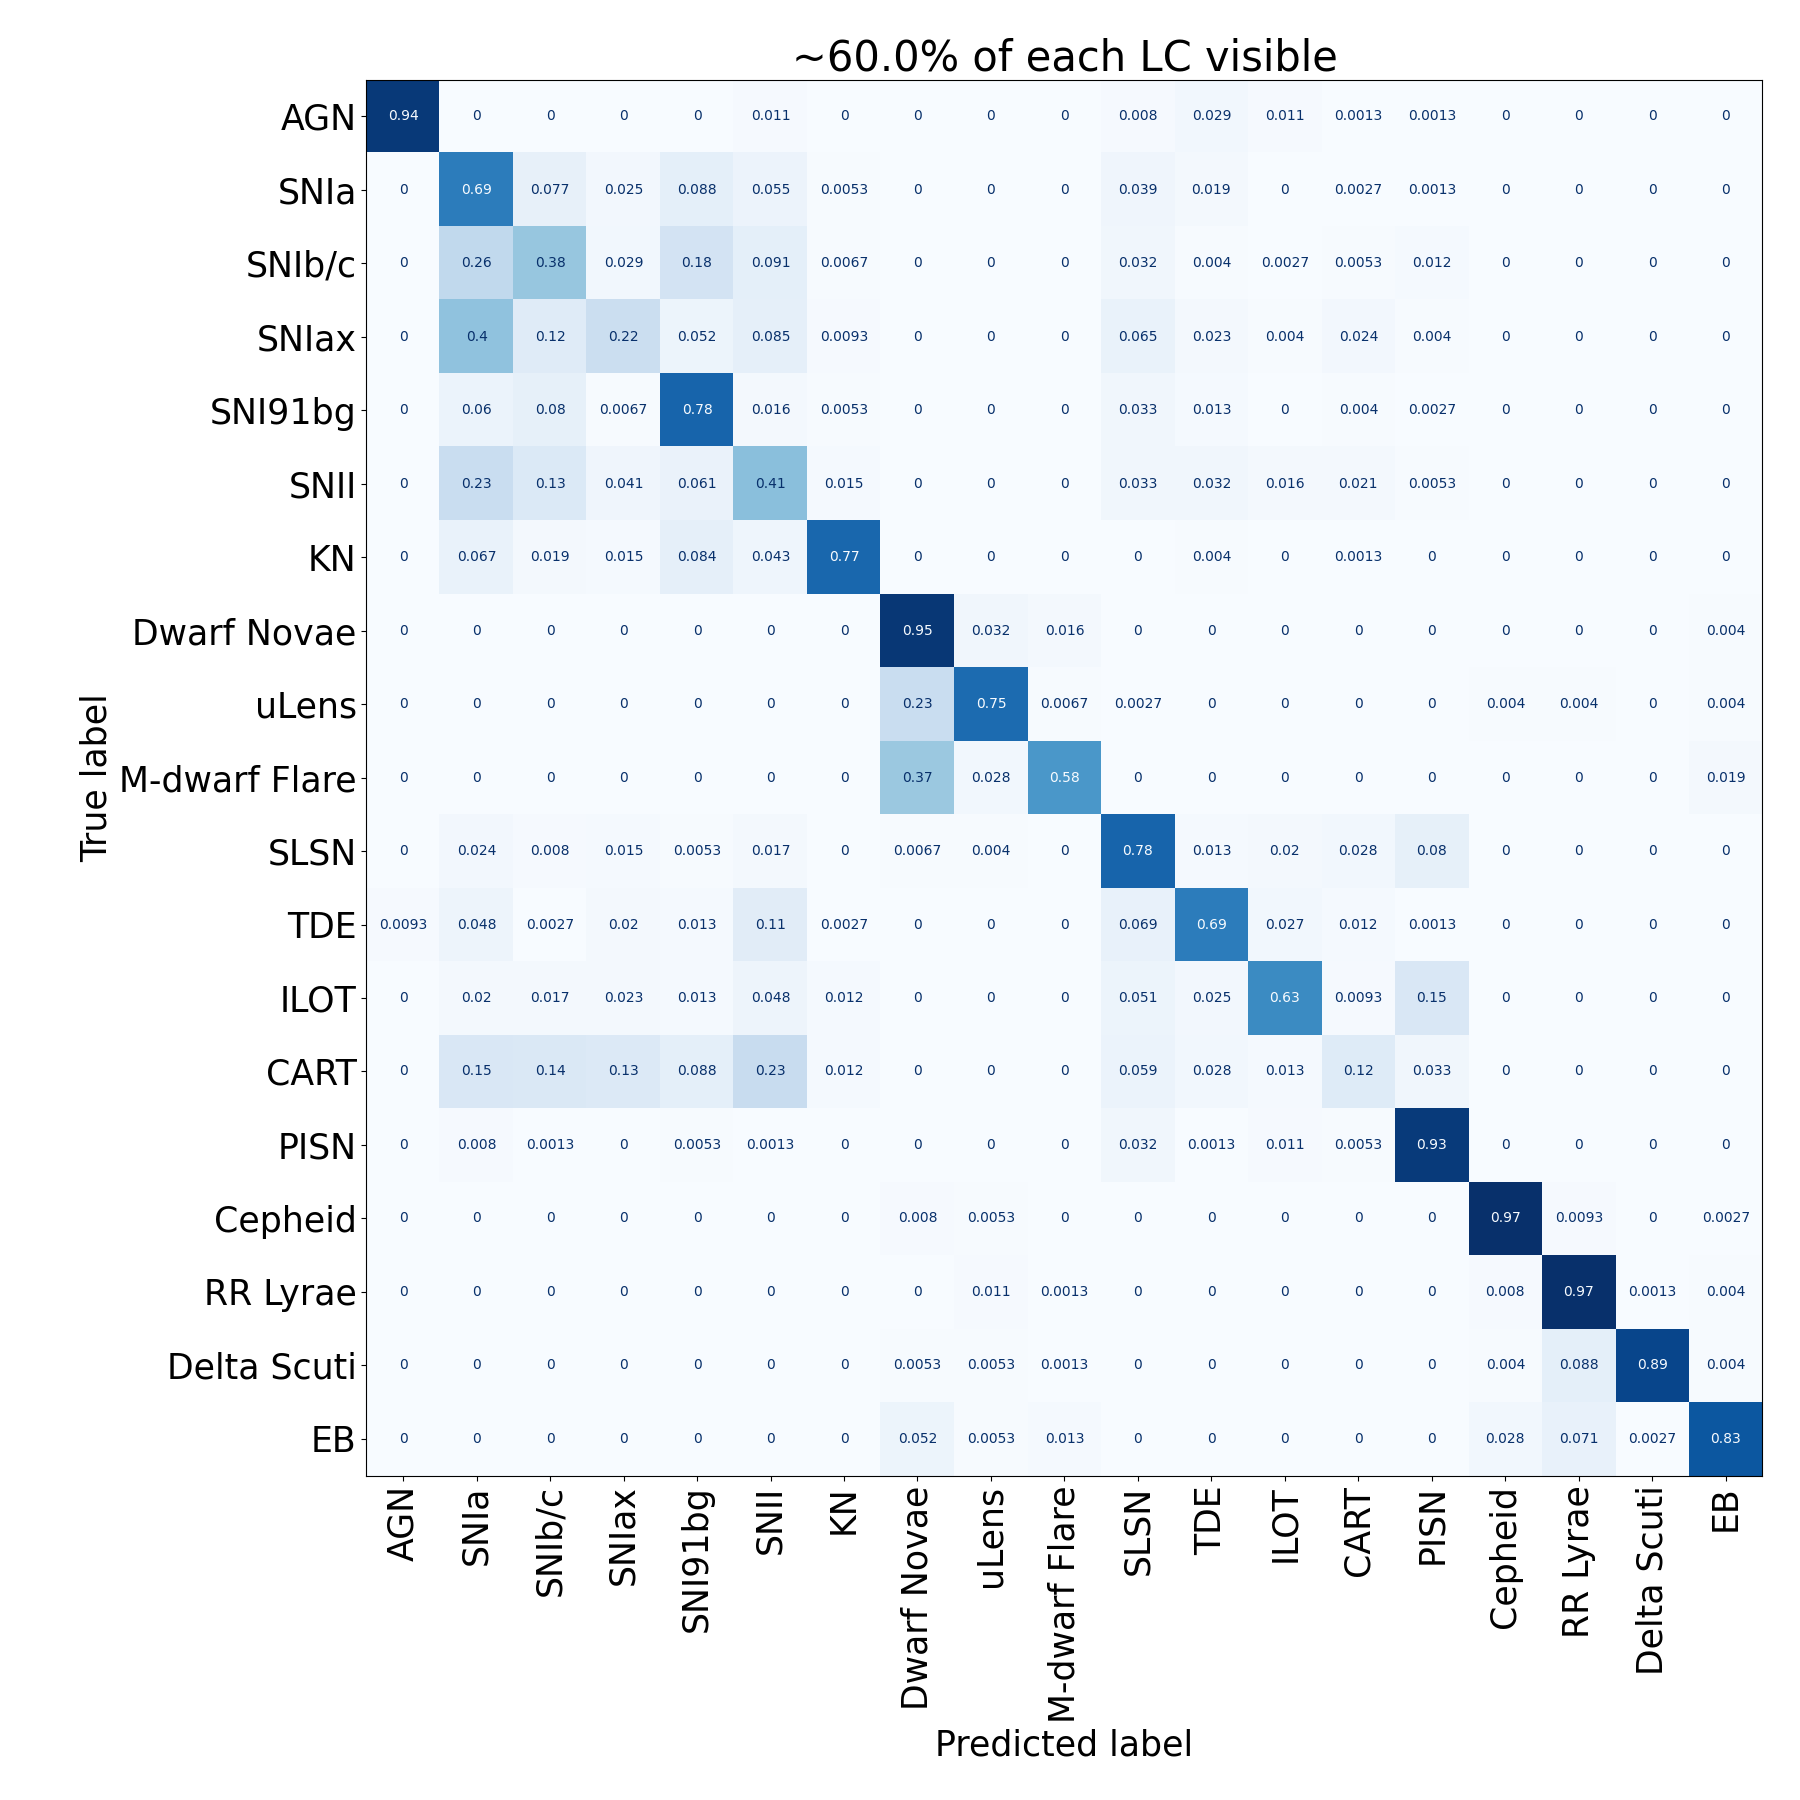 ~60.0% of each LC visible
True label
AGN 0.94 0 0 0 0 0.011 0 0 0 0 0.008 0.029 0.011 0.0013 0.0013 0 0 0 0
SNIa 0 0.69 0.077 0.025 0.088 0.055 0.0053 0 0 0 0.039 0.019 0 0.0027 0.0013 0 0 0 0
SNIb/c 0 0.26 0.38 0.029 0.18 0.091 0.0067 0 0 0 0.032 0.004 0.0027 0.0053 0.012 0 0 0 0
SNIax 0 0.4 0.12 0.22 0.052 0.085 0.0093 0 0 0 0.065 0.023 0.004 0.024 0.004 0 0 0 0
SNI91bg 0 0.06 0.08 0.0067 0.78 0.016 0.0053 0 0 0 0.033 0.013 0 0.004 0.0027 0 0 0 0
SNII 0 0.23 0.13 0.041 0.061 0.41 0.015 0 0 0 0.033 0.032 0.016 0.021 0.0053 0 0 0 0
KN 0 0.067 0.019 0.015 0.084 0.043 0.77 0 0 0 0 0.004 0 0.0013 0 0 0 0 0
Dwarf Novae 0 0 0 0 0 0 0 0.95 0.032 0.016 0 0 0 0 0 0 0 0 0.004
uLens 0 0 0 0 0 0 0 0.23 0.75 0.0067 0.0027 0 0 0 0 0.004 0.004 0 0.004
M-dwarf Flare 0 0 0 0 0 0 0 0.37 0.028 0.58 0 0 0 0 0 0 0 0 0.019
SLSN 0 0.024 0.008 0.015 0.0053 0.017 0 0.0067 0.004 0 0.78 0.013 0.02 0.028 0.08 0 0 0 0
TDE 0.0093 0.048 0.0027 0.02 0.013 0.11 0.0027 0 0 0 0.069 0.69 0.027 0.012 0.0013 0 0 0 0
ILOT 0 0.02 0.017 0.023 0.013 0.048 0.012 0 0 0 0.051 0.025 0.63 0.0093 0.15 0 0 0 0
CART 0 0.15 0.14 0.13 0.088 0.23 0.012 0 0 0 0.059 0.028 0.013 0.12 0.033 0 0 0 0
PISN 0 0.008 0.0013 0 0.0053 0.0013 0 0 0 0 0.032 0.0013 0.011 0.0053 0.93 0 0 0 0
Cepheid 0 0 0 0 0 0 0 0.008 0.0053 0 0 0 0 0 0 0.97 0.0093 0 0.0027
RR Lyrae 0 0 0 0 0 0 0 0 0.011 0.0013 0 0 0 0 0 0.008 0.97 0.0013 0.004
Delta Scuti 0 0 0 0 0 0 0 0.0053 0.0053 0.0013 0 0 0 0 0 0.004 0.088 0.89 0.004
EB 0 0 0 0 0 0 0 0.052 0.0053 0.013 0 0 0 0 0 0.028 0.071 0.0027 0.83
AGN SNIa SNIb/c SNIax SNI91bg SNII KN Dwarf Novae uLens M-dwarf Flare SLSN TDE ILOT CART PISN Cepheid RR Lyrae Delta Scuti EB
Predicted label